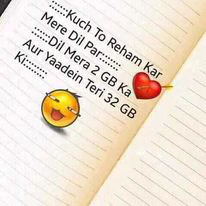 :::::Kuch To Reham Kar
Mere Dil Par::::::
:::::Dil Mera 2 GB Ka
Aur Yaadein Teri 32 GB
Ki::::::